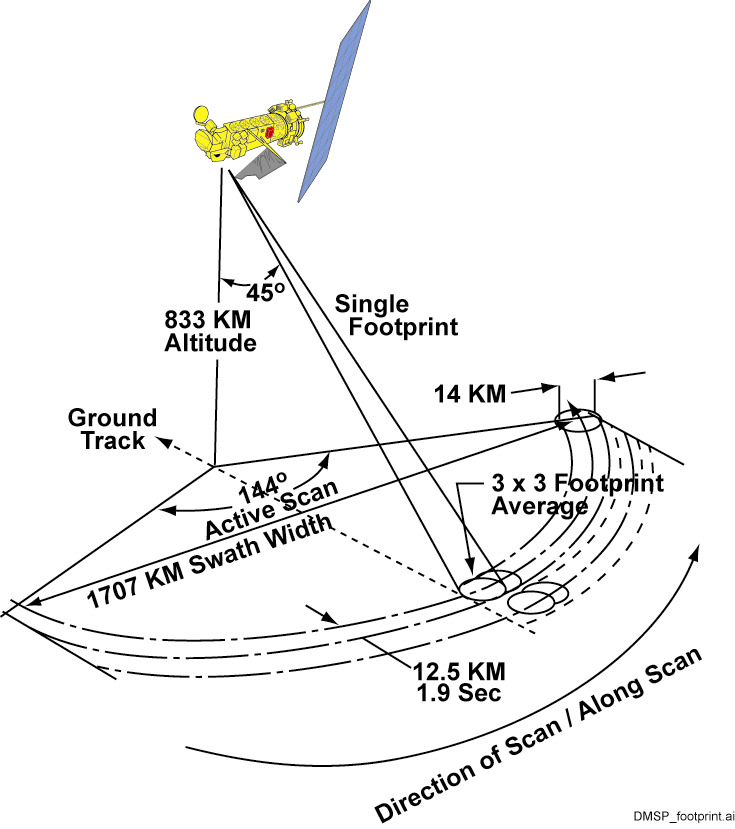 45°
833 KM
Altitude
Single
Footprint
14 KM
Ground
Track
144°
Active Scan
1707 KM Swath Width
3 x 3 Footprint
Average
12.5 KM
1.9 Sec
Direction of Scan / Along Scan
DMSP_footprint.ai